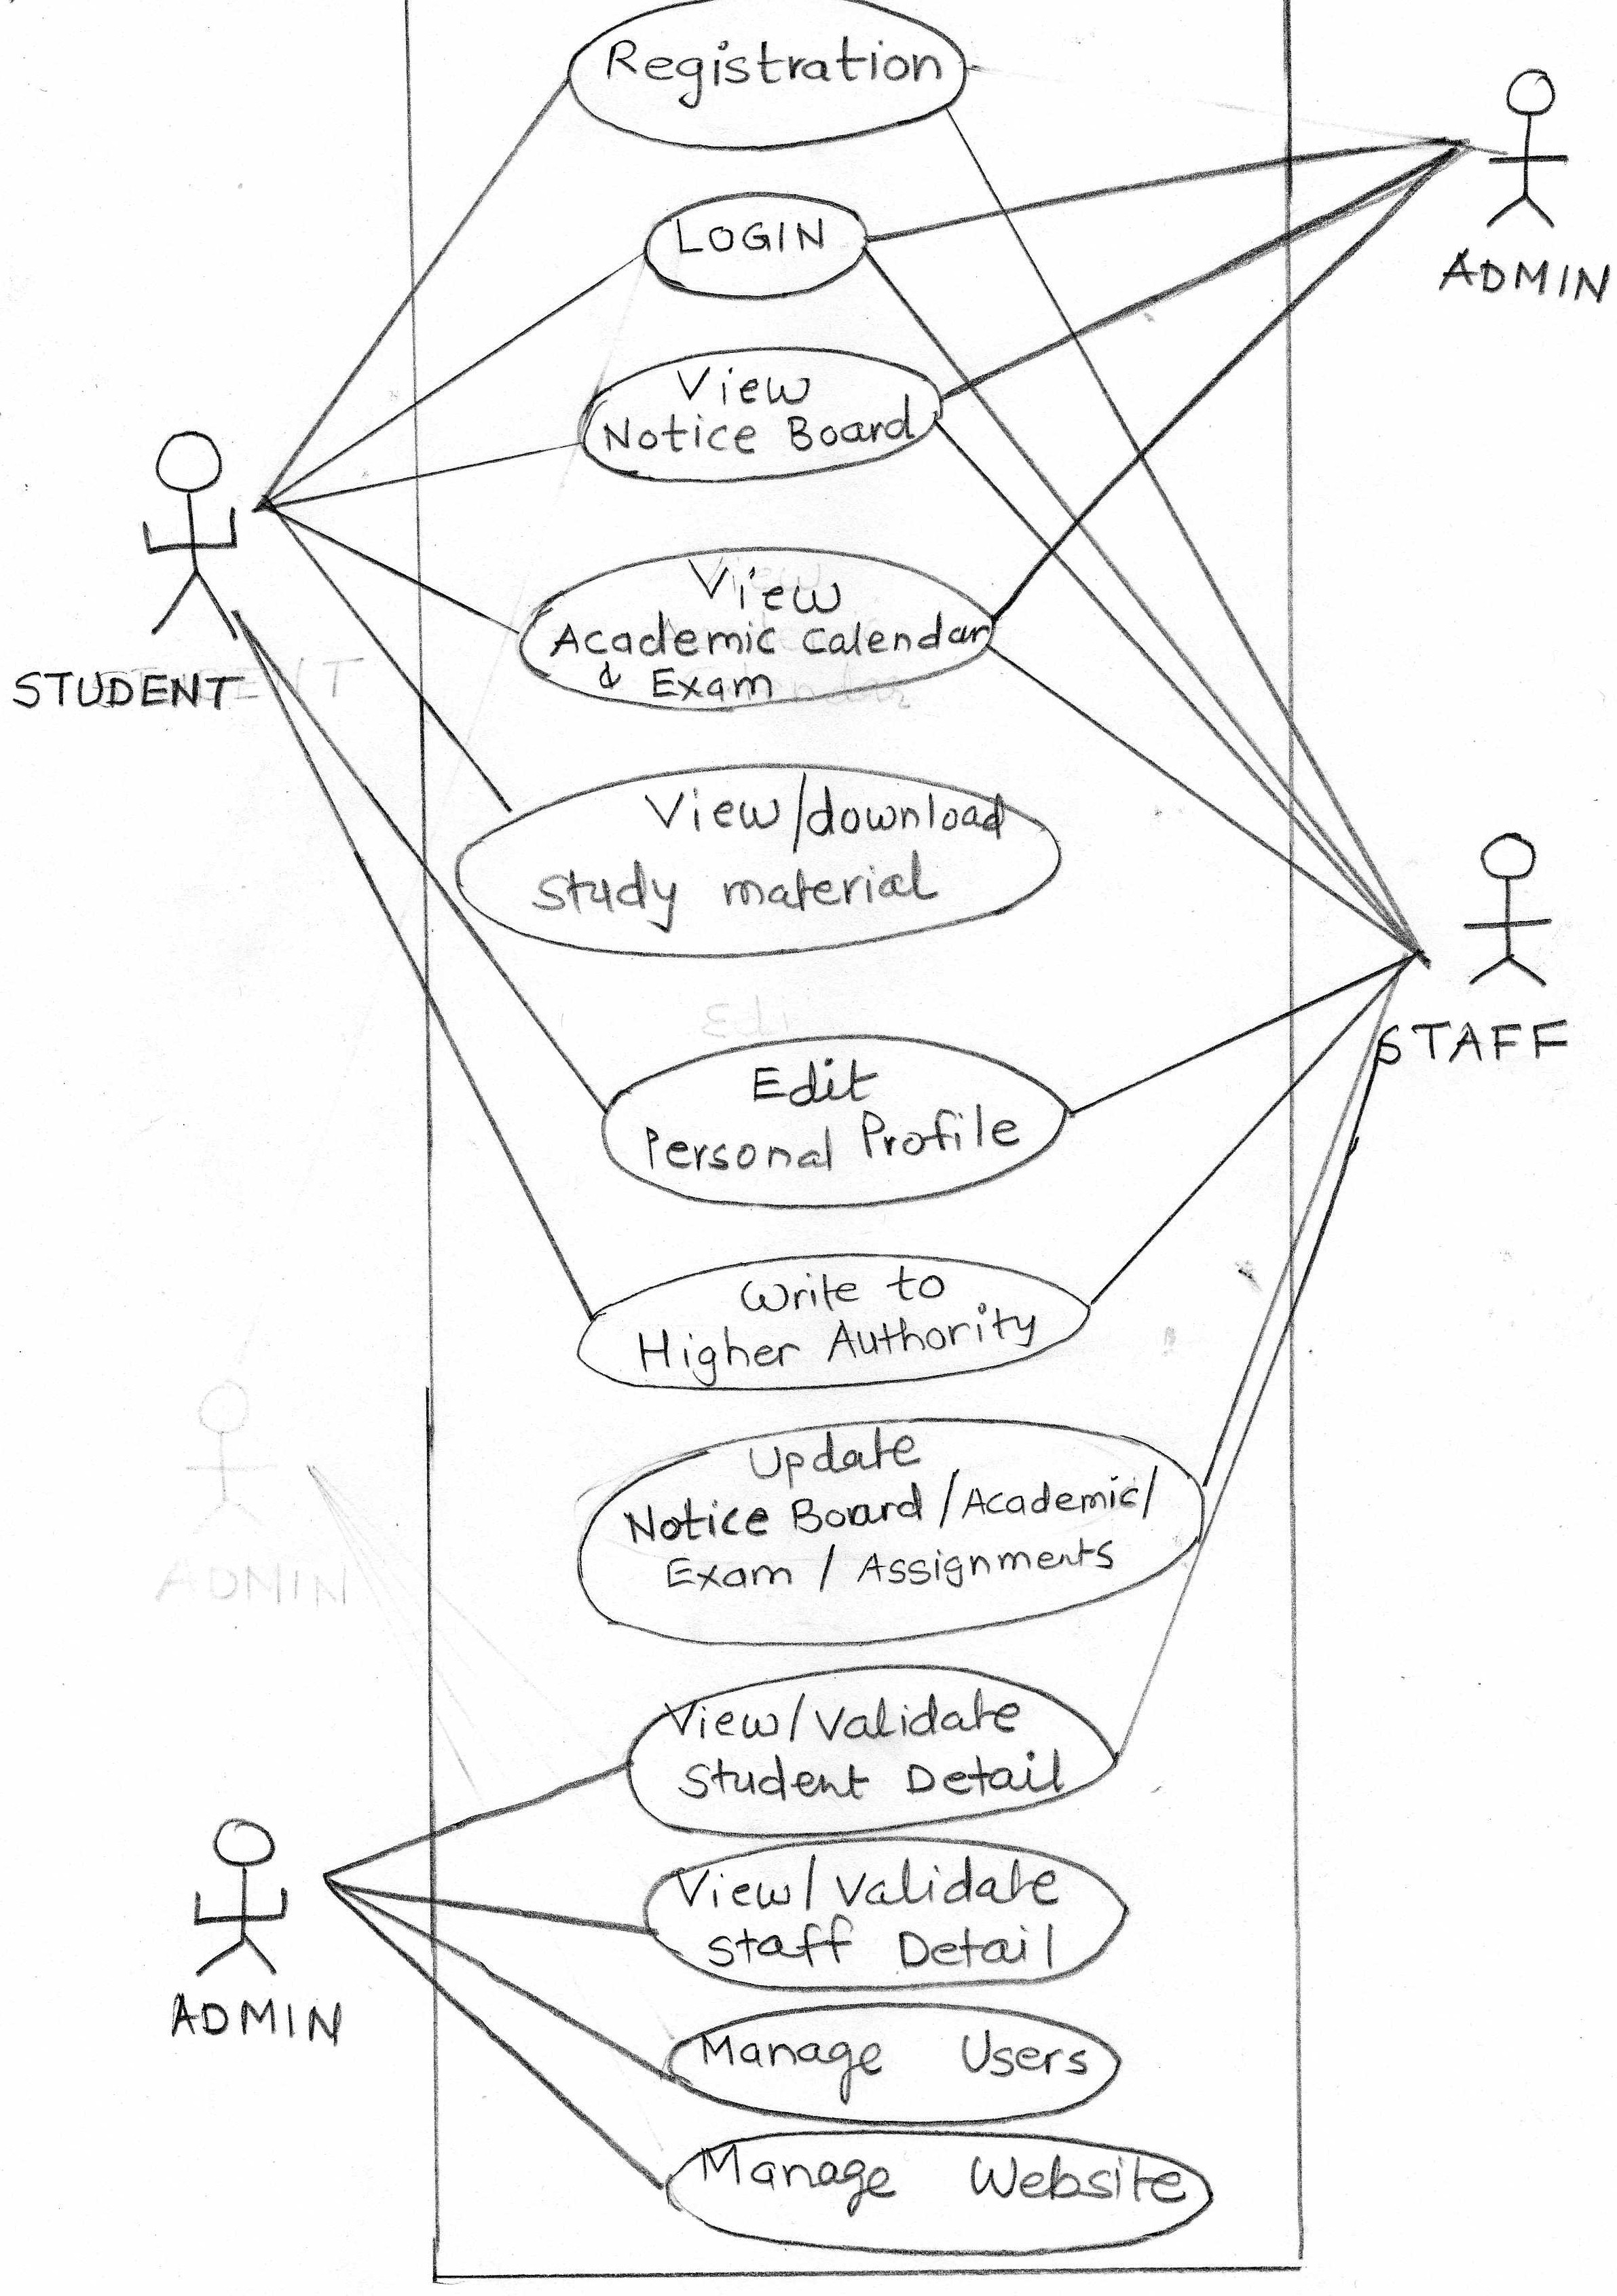 Registration
LOGIN
ADMIN
View
Notice Board
View
Academic Calendar
& Exam
STUDENT
View/download
Study material
STAFF
Edit
Personal Profile
Write to
Higher Authority
Update
Notice Board/Academic/
Exam / Assignments
ADMIN
View/Validate
Student Detail
View/Validate
Staff Detail
ADMIN
Manage Users
Manage Website